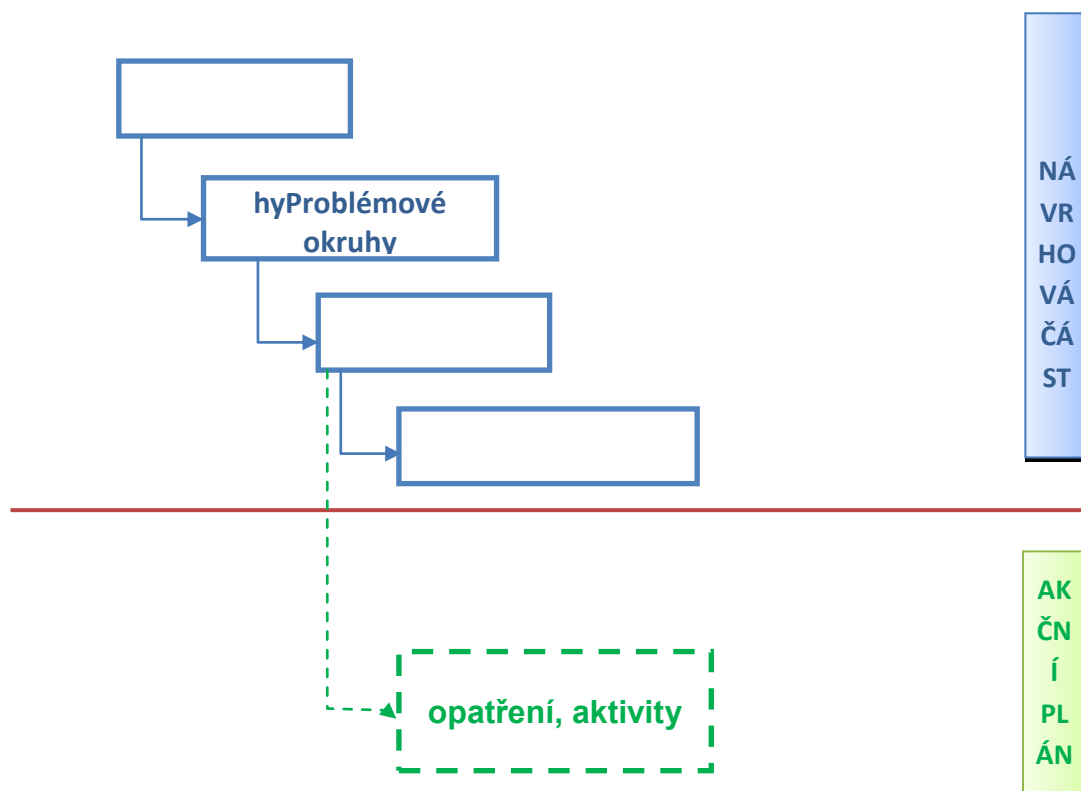 NÁ
VR
HO
VÁ
ČÁ
ST
hyProblémové
okruhy
opatření, aktivity
AK
ČN
Í
PL
ÁN